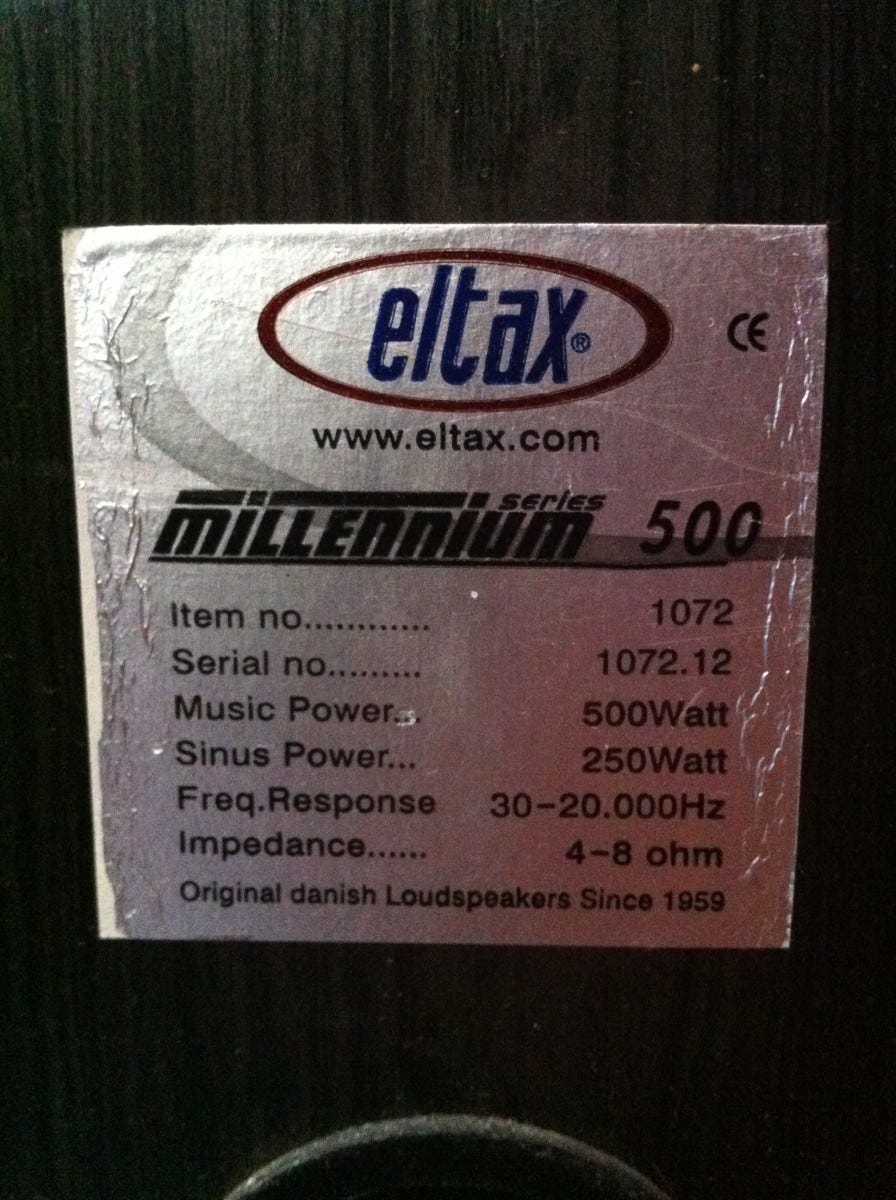 eltax®
CE
www.eltax.com
millennium series 500
Item no............ 1072
Serial no......... 1072.12
Music Power... 500Watt
Sinus Power... 250Watt
Freq.Response 30-20.000Hz
Impedance...... 4-8 ohm
Original danish Loudspeakers Since 1959